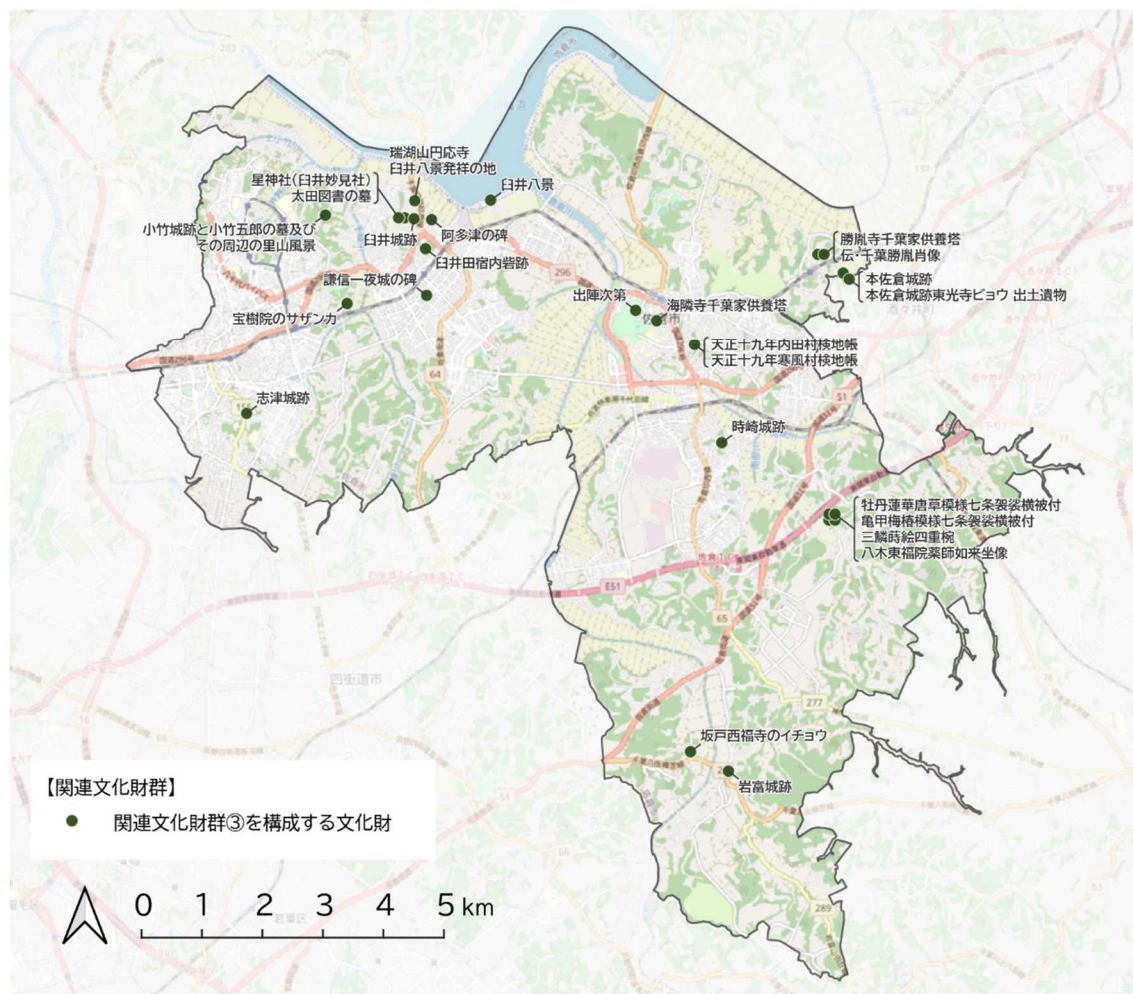 瑞湖山円応寺
臼井八景発祥の地
星神社(臼井妙見社)
太田図書の墓
臼井八景
小竹城跡と小竹五郎の墓及び
その周辺の里山風景
臼井城跡
阿多津の碑
臼井田宿内砦跡
謙信一夜城の碑
宝樹院のサザンカ
勝胤寺千葉家供養塔
伝・千葉勝胤肖像
本佐倉城跡
本佐倉城跡東光寺ビョウ 出土遺物
出陣次第
海隣寺千葉家供養塔
天正十九年内田村検地帳
天正十九年寒風村検地帳
志津城跡
時崎城跡
牡丹蓮華唐草模様七条袈裟横被付
亀甲梅椿模様七条袈裟横被付
三鱗蒔絵四重椀
八木東福院薬師如来坐像
坂戸西福寺のイチョウ
岩富城跡
296
64
51
E51
65
277
289
四街道市
【関連文化財群】
関連文化財群③を構成する文化財
0 1 2 3 4 5 km